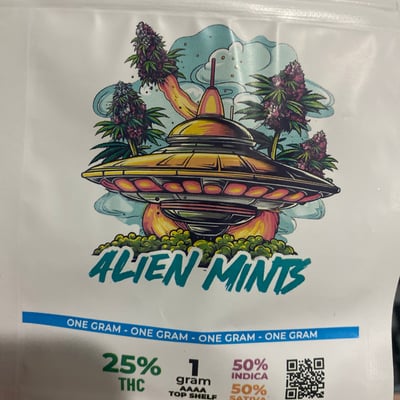 ALIEN MINTS
ONE GRAM - ONE GRAM - ONE GRAM - ONE GRAM
25%
THC
1
gram
AAAA
TOP SHELF
50%
INDICA
50%
SATIVA